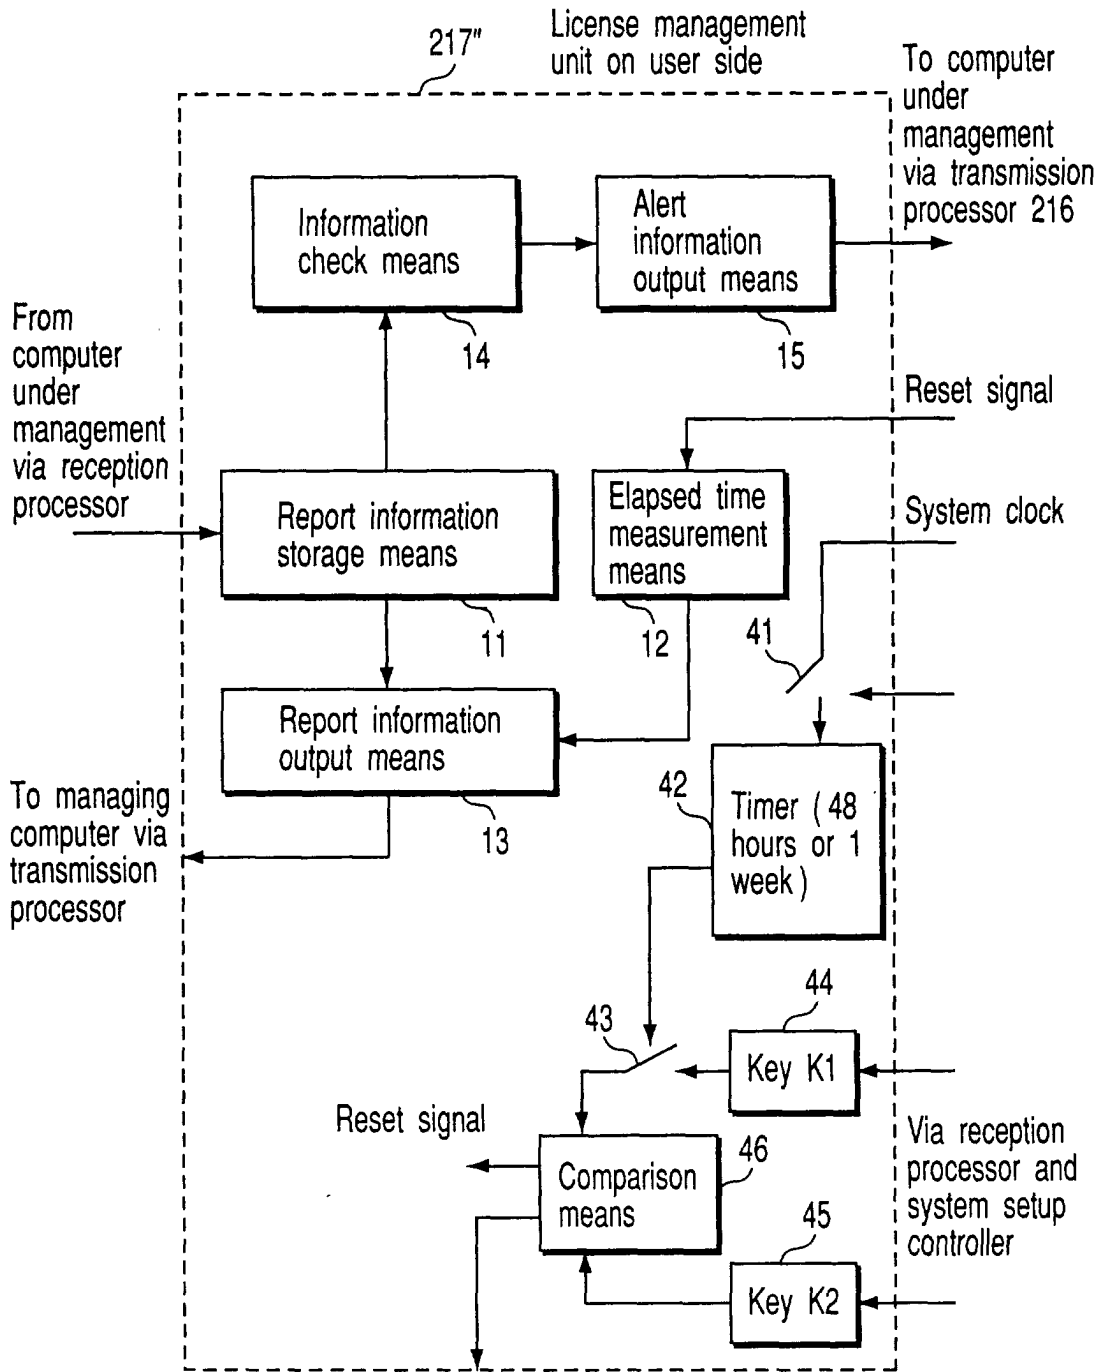 License management
unit on user side
217"
To computer
under
management
via transmission
processor 216
Information
check means
14
Alert
information
output means
15
From
computer
under
management
via reception
processor
Reset signal
Report information
storage means
11
Elapsed time
measurement
means
12
System clock
41
Report information
output means
13
To managing
computer via
transmission
processor
42
Timer (48
hours or 1
week)
43
44
Key K1
Reset signal
Comparison
means
46
Via reception
processor and
system setup
controller
45
Key K2